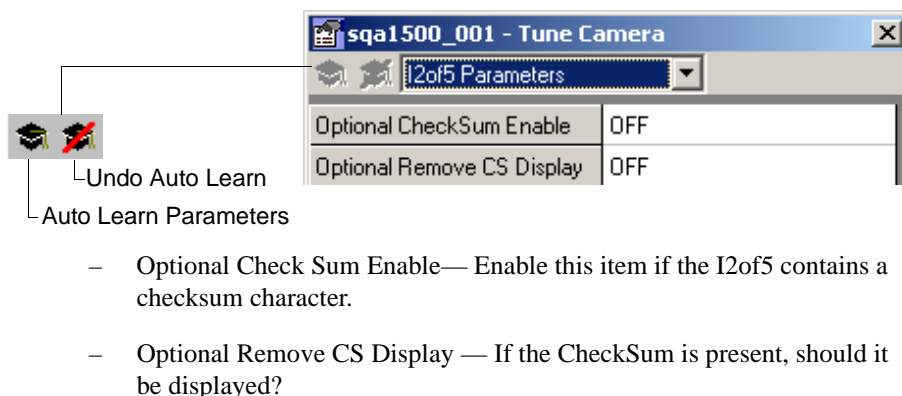 sqa1500_001 - Tune Camera
I2of5 Parameters
Optional CheckSum Enable OFF
Optional Remove CS Display OFF
Undo Auto Learn
Auto Learn Parameters
– Optional Check Sum Enable— Enable this item if the I2of5 contains a
checksum character.
– Optional Remove CS Display — If the CheckSum is present, should it
be displayed?